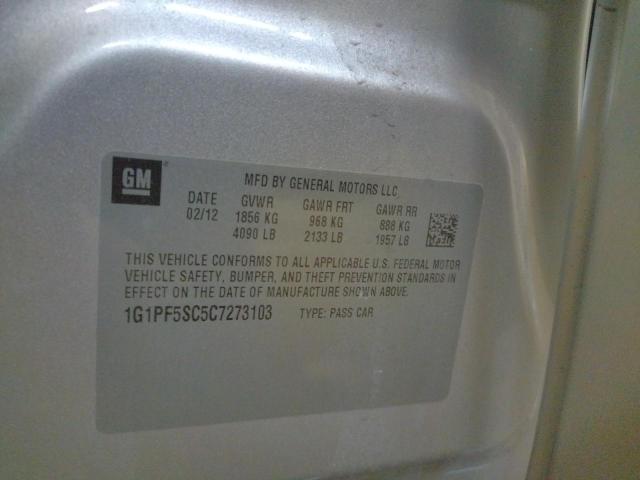 GM
MFD BY GENERAL MOTORS LLC
DATE GVWR GAWR FRT GAWR RR
02/12 1856 KG 968 KG 888 KG
4090 LB 2133 LB 1957 LB
THIS VEHICLE CONFORMS TO ALL APPLICABLE U.S. FEDERAL MOTOR
VEHICLE SAFETY, BUMPER, AND THEFT PREVENTION STANDARDS IN
EFFECT ON THE DATE OF MANUFACTURE SHOWN ABOVE.
1G1PF5SC5C7273103 TYPE: PASS CAR